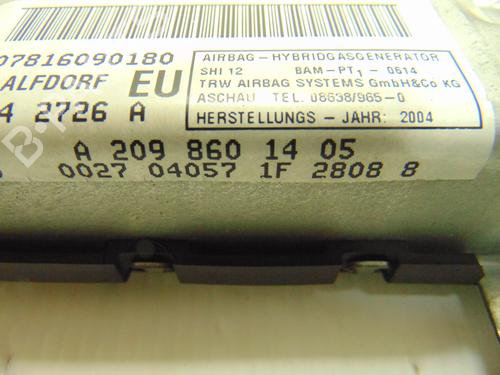 07816090180
ALFDORF EU
4 2726 A
AIRBAG - HYBRIDGASGENERATOR
SHI 12 BAM-PT1- 0614
TRW AIRBAG SYSTEMS GmbH&Co KG
ASCHAU TEL. 08638/965-0
HERSTELLUNGS - JAHR: 2004
A 209 860 14 05
0027 04057 1F 2808 8